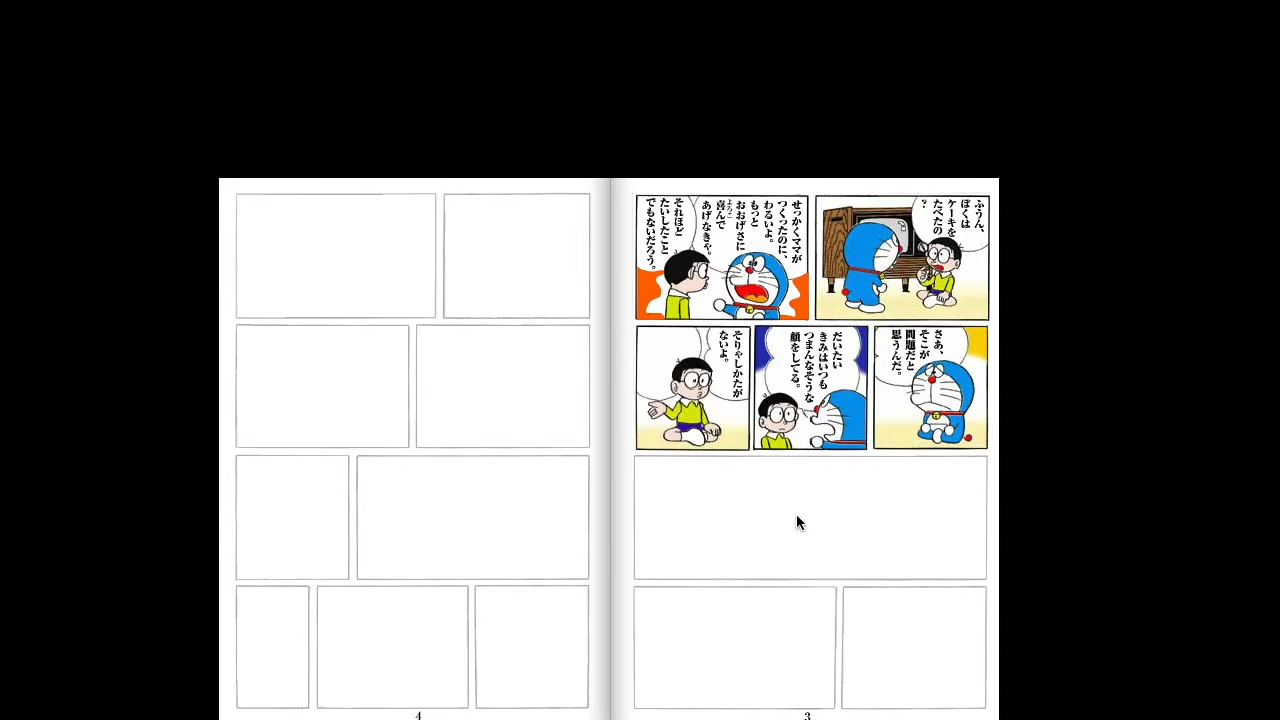 ふうん、
ぼくは
ケーキを
たべたの
?
せっかくママが
つくったのに、
わるいよ。
もっと
おおげさに
喜んで
よろこ
あげなきゃ。
それほど
たいしたこと
でもないだろう。
さあ、
そこが
問題だと
思うんだ。
だいたい
きみはいつも
つまんなそうな
顔をしてる。
そりゃしかたが
ないよ。
3
4